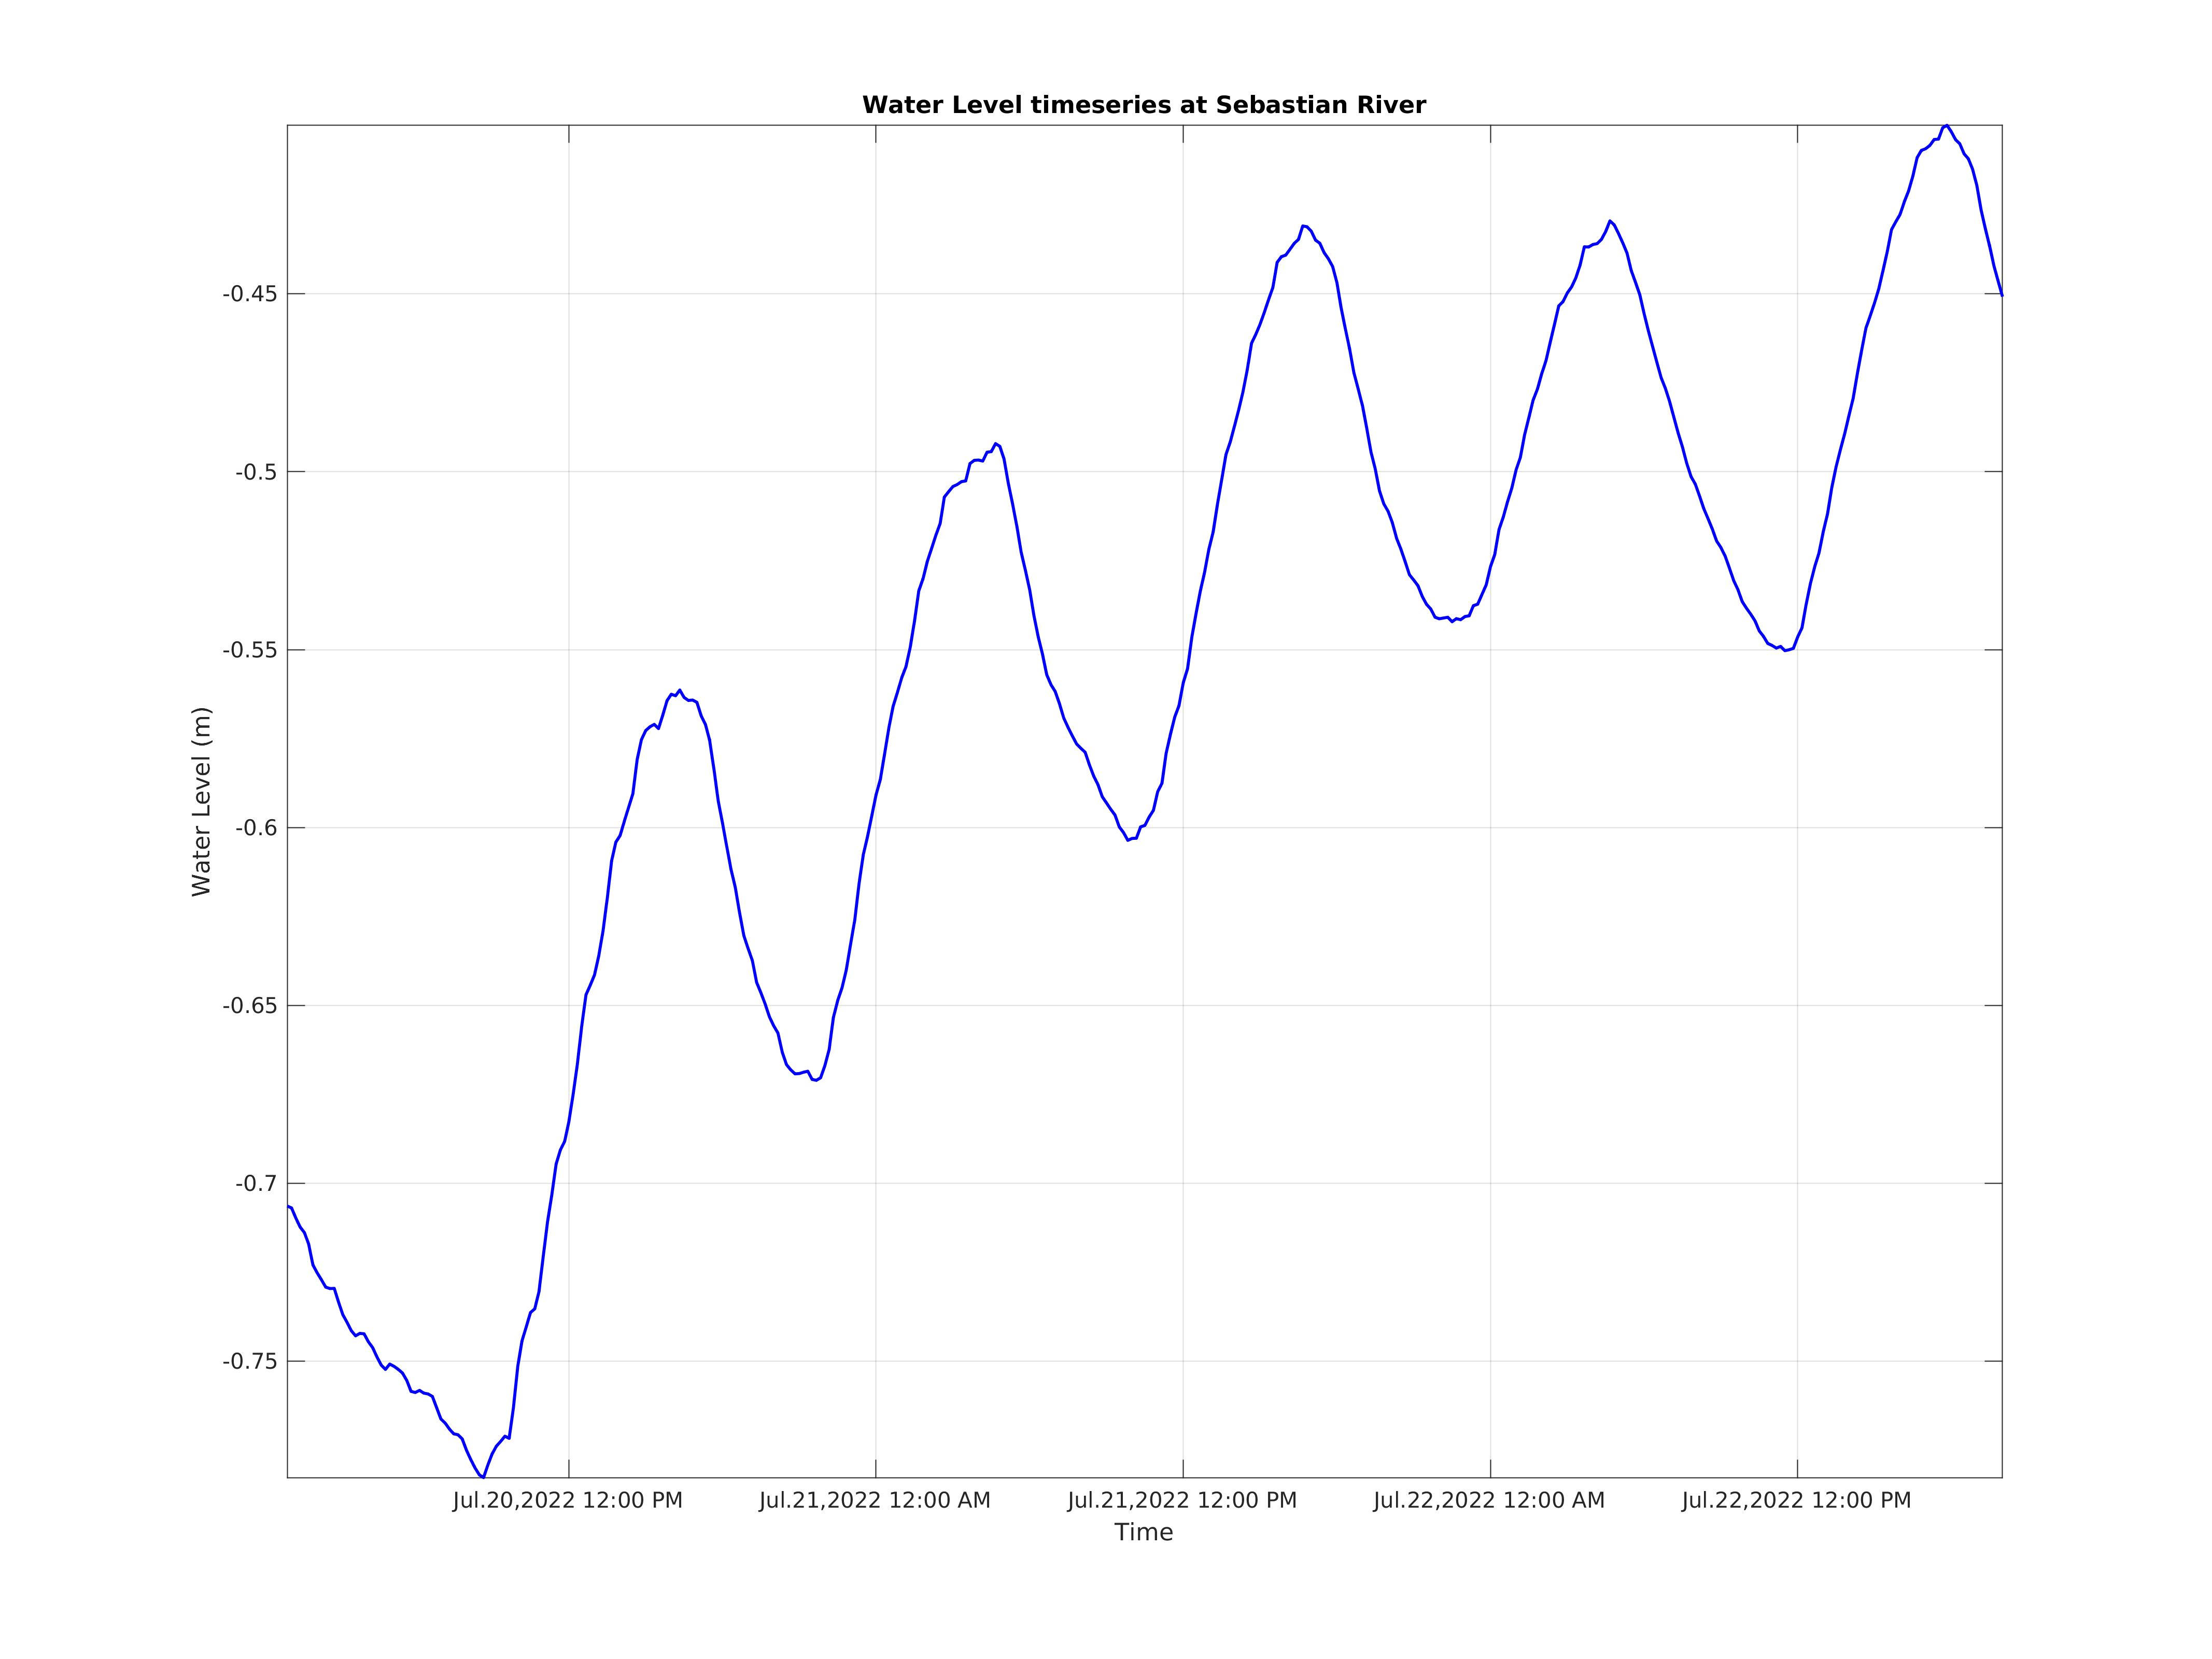 Water Level timeseries at Sebastian River
Water Level (m)
-0.45
-0.5
-0.55
-0.6
-0.65
-0.7
-0.75
Jul.20,2022 12:00 PM
Jul.21,2022 12:00 AM
Jul.21,2022 12:00 PM
Jul.22,2022 12:00 AM
Jul.22,2022 12:00 PM
Time